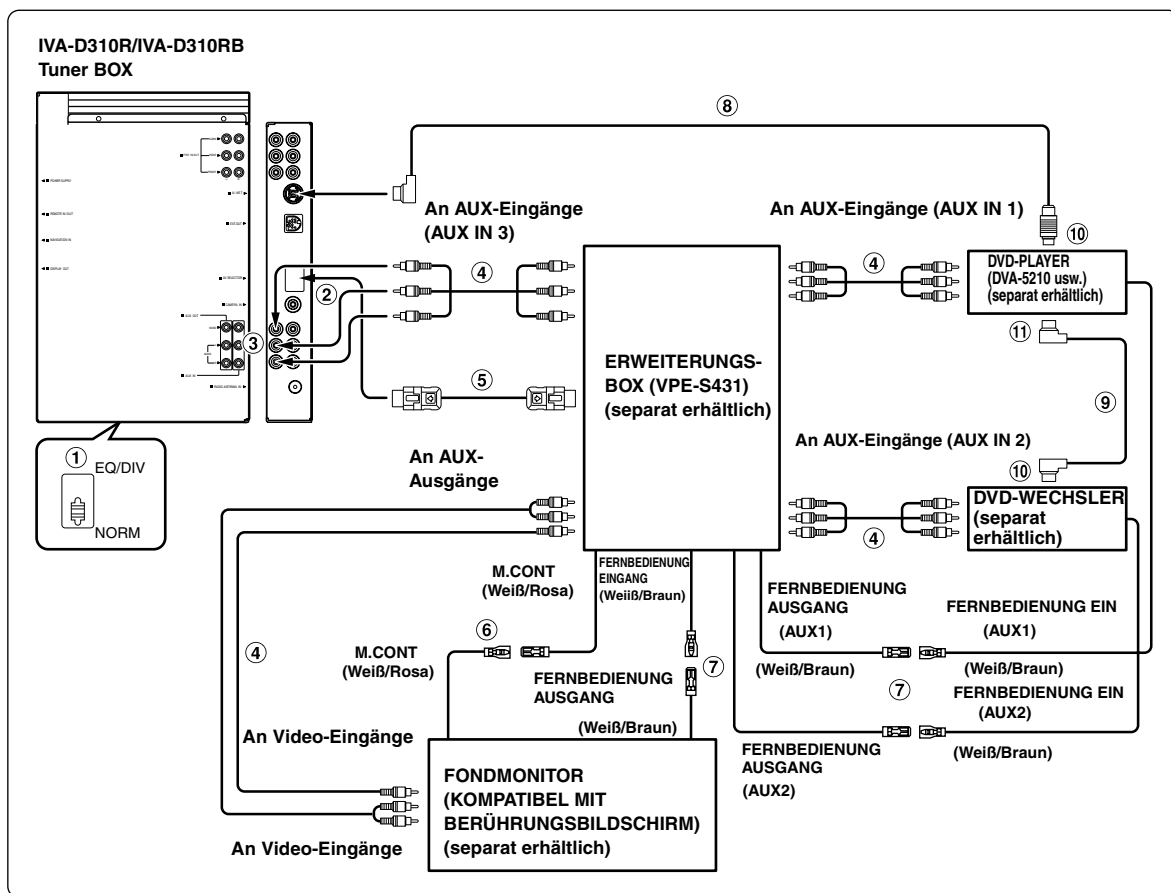 IVA-D310R/IVA-D310RB
Tuner BOX
⑧
An AUX-Eingänge
(AUX IN 3)
An AUX-Eingänge (AUX IN 1)
⑩
④
④
DVD-PLAYER
(DVA-5210 usw.)
(separat erhältlich)
②
③
⑪
ERWEITERUNGS-
BOX (VPE-S431)
(separat erhältlich)
⑤
⑨
An AUX-Eingänge (AUX IN 2)
①
EQ/DIV
NORM
An AUX-
Ausgänge
⑩
DVD-WECHSLER
(separat
erhältlich)
④
M.CONT
(Weiß/Rosa)
FERNBEDIENUNG
EINGANG
(Weiiß/Braun)
FERNBEDIENUNG
AUSGANG
(AUX1)
(Weiß/Braun)
FERNBEDIENUNG EIN
(AUX1)
(Weiß/Braun)
⑥
④
M.CONT
(Weiß/Rosa)
FERNBEDIENUNG
AUSGANG
(Weiß/Braun)
⑦
⑦
FERNBEDIENUNG EIN
(AUX2)
(Weiß/Braun)
FERNBEDIENUNG
AUSGANG
(AUX2)
An Video-Eingänge
FONDMONITOR
(KOMPATIBEL MIT
BERÜHRUNGSBILDSCHIRM)
(separat erhältlich)
An Video-Eingänge